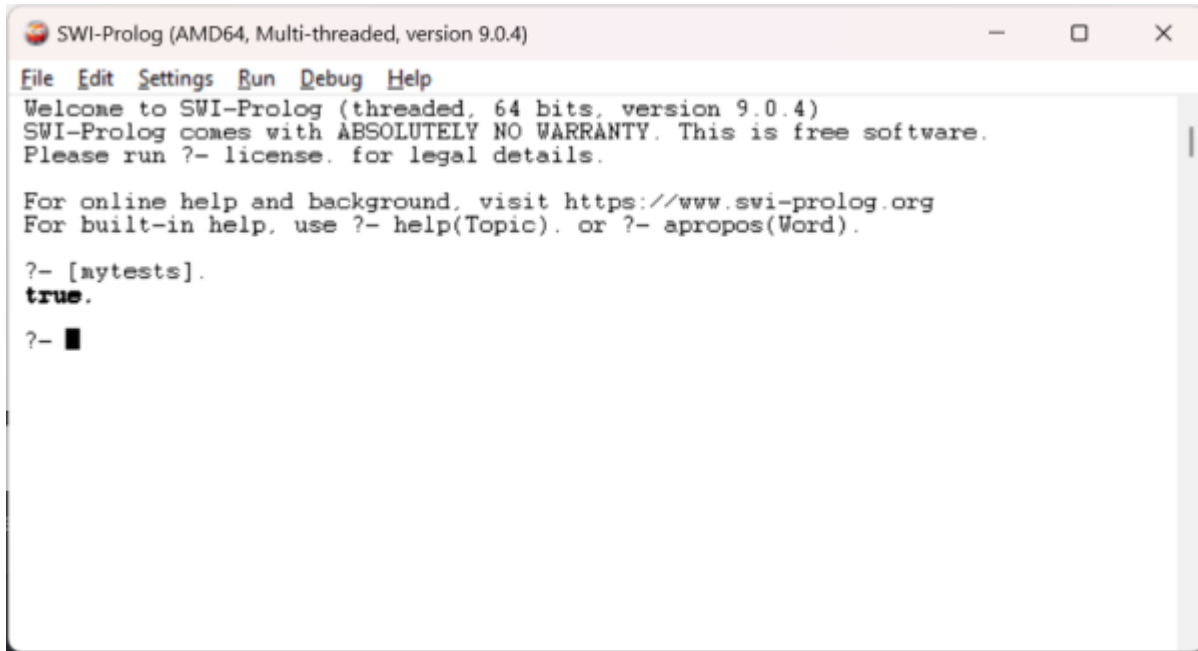 SWI-Prolog (AMD64, Multi-threaded, version 9.0.4)
File Edit Settings Run Debug Help
Welcome to SWI-Prolog (threaded, 64 bits, version 9.0.4)
SWI-Prolog comes with ABSOLUTELY NO WARRANTY. This is free software.
Please run ?- license. for legal details.
For online help and background, visit https://www.swi-prolog.org
For built-in help, use ?- help(Topic). or ?- apropos(Word).
?- [mytests].
true.
?-